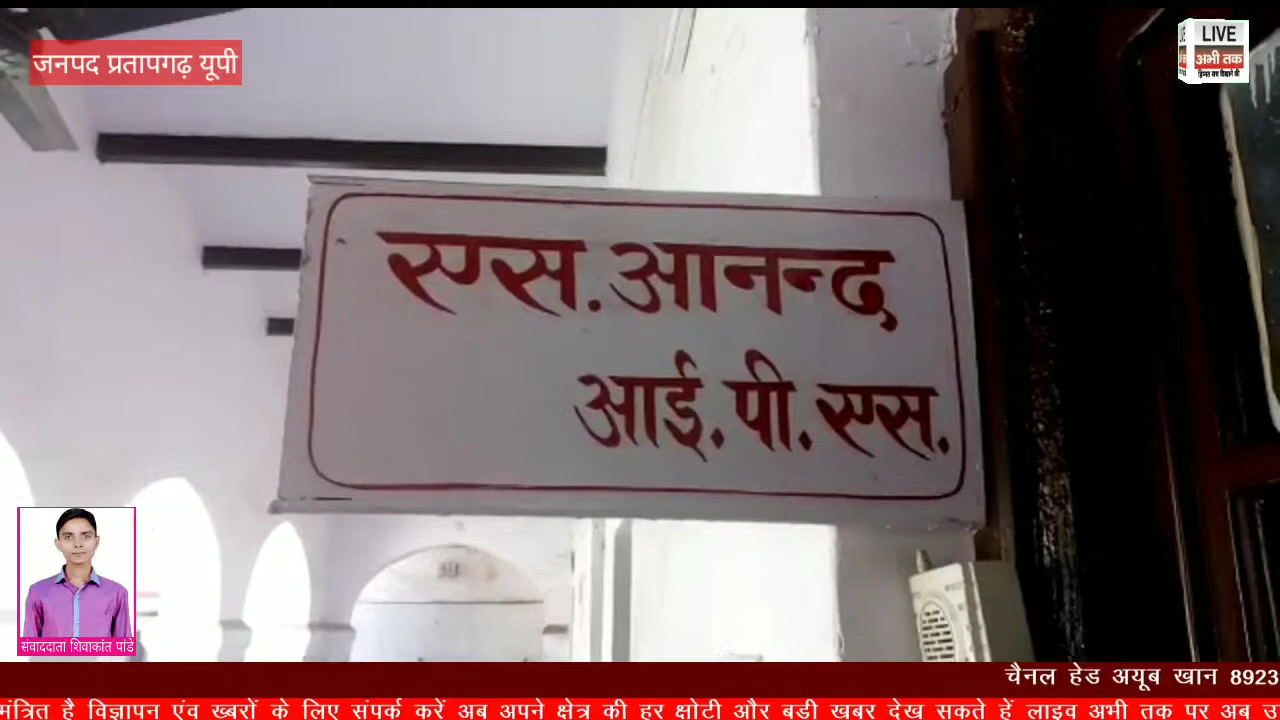 जनपद प्रतापगढ़ यूपी
LIVE
अभी तक
एस. आनन्द
आई. पी. एस.
संवाददाता शिवाकांत पांडे
चैनल हेड अयूब खान 8923
मंत्रित है विज्ञापन एंव ख्बरों के लिए संपर्क करें अब अपने क्षेत्र की हर क्षोटी और बडी खबर देख सकते हें लाइव अभी तक पर अब उ